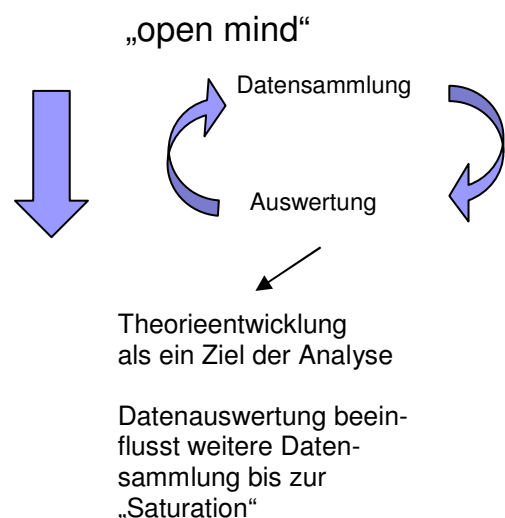 „open mind“
Datensammlung
Auswertung
Theorieentwicklung
als ein Ziel der Analyse
Datenauswertung beein-
flusst weitere Daten-
sammlung bis zur
„Saturation“